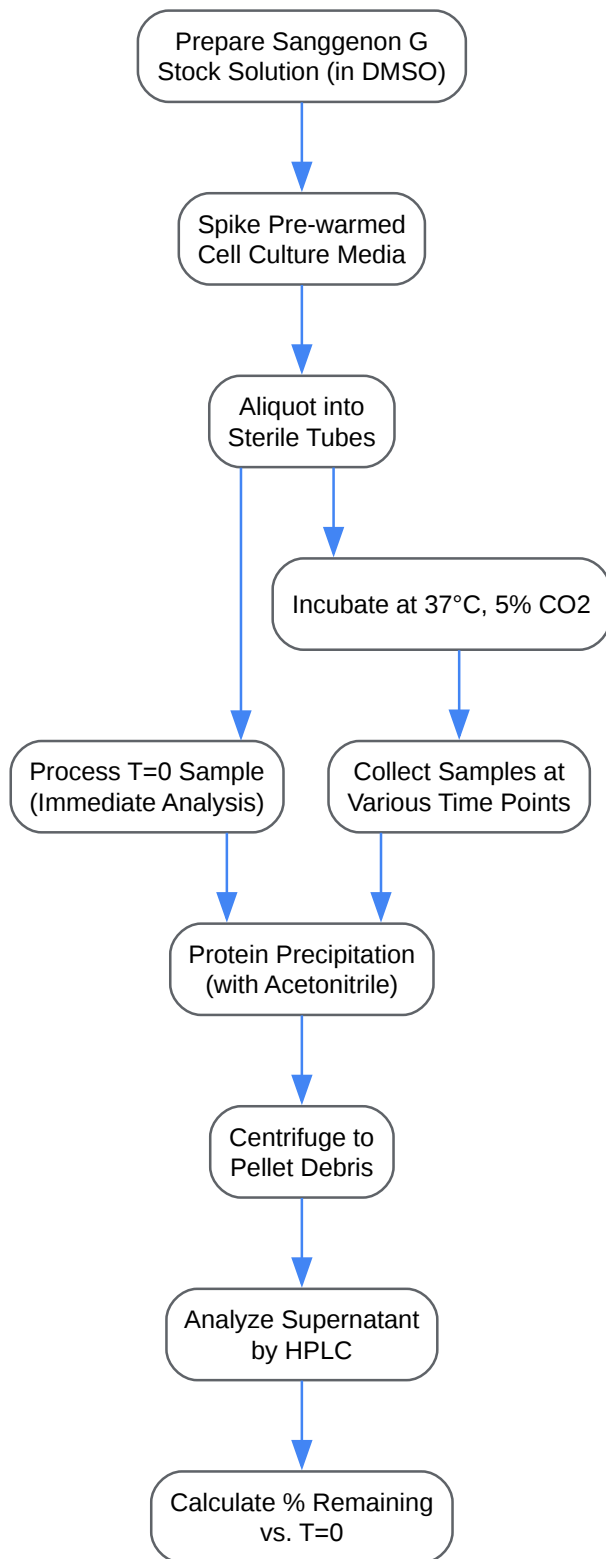 Prepare Sanggenon G
Stock Solution (in DMSO)
Spike Pre-warmed
Cell Culture Media
Aliquot into
Sterile Tubes
Incubate at 37°C, 5% CO2
Process T=0 Sample
(Immediate Analysis)
Collect Samples at
Various Time Points
Protein Precipitation
(with Acetonitrile)
Centrifuge to
Pellet Debris
Analyze Supernatant
by HPLC
Calculate % Remaining
vs. T=0